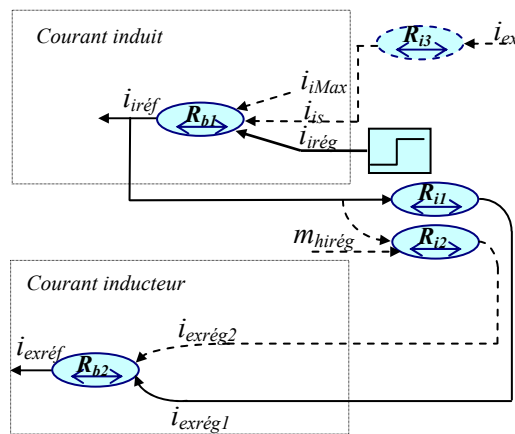 Courant induit
R_i3
i_ex
i_iMax
i_iréf
R_b1
i_is
i_irég
R_i1
m_hirég
R_i2
Courant inducteur
i_exréf
i_exrég2
R_b2
i_exrég1